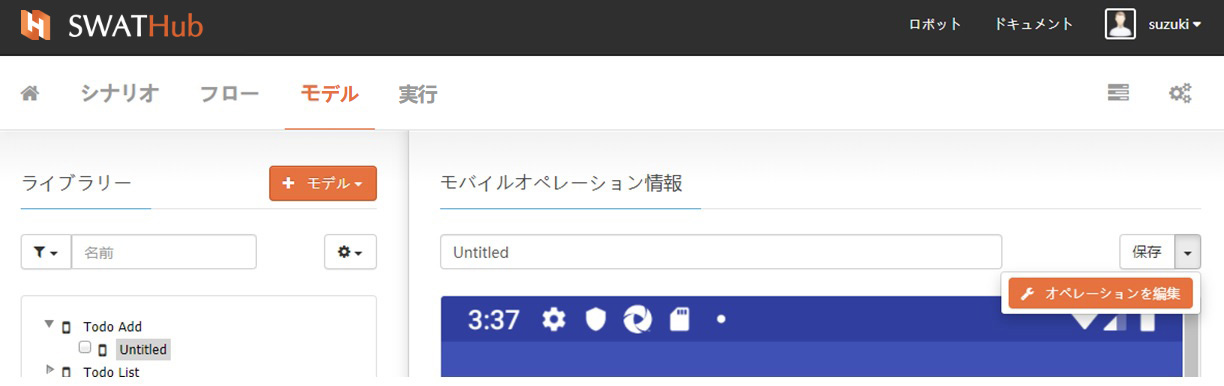 SWATHub ロボット ドキュメント suzuki
シナリオ フロー モデル 実行
ライブラリー
モデル
名前
Todo Add
Untitled
Todo List
モバイルオペレーション情報
Untitled
保存
オペレーションを編集
3:37